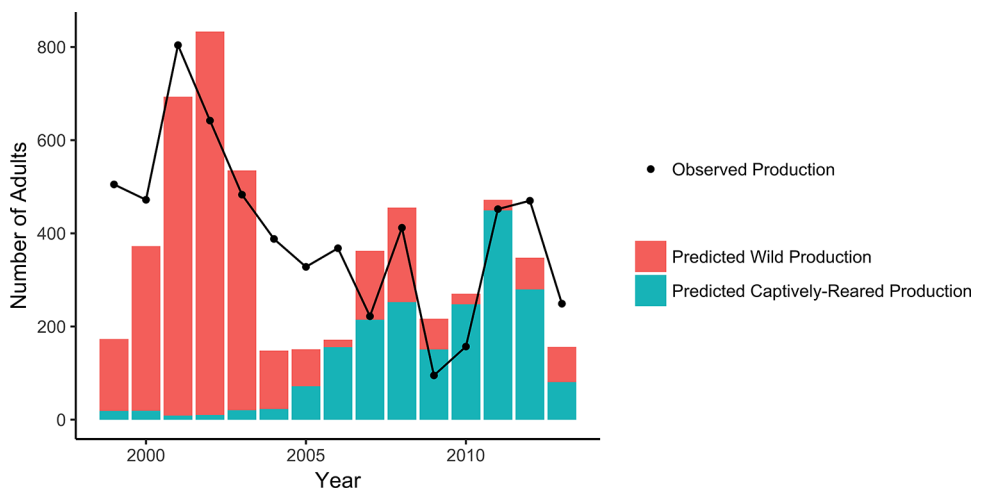 Number of Adults
800
600
400
200
0
2000
2005
2010
Year
Observed Production
Predicted Wild Production
Predicted Captively-Reared Production